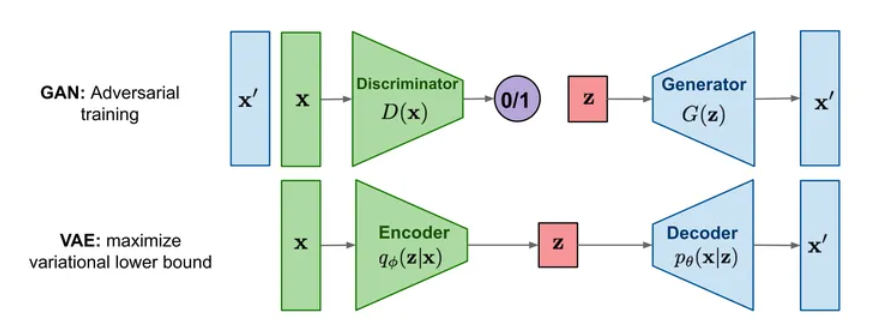 GAN: Adversarial
training
x′
x
Discriminator
D(x)
0/1
z
Generator
G(z)
x′
VAE: maximize
variational lower bound
x
Encoder
qϕ(z|x)
z
Decoder
pθ(x|z)
x′